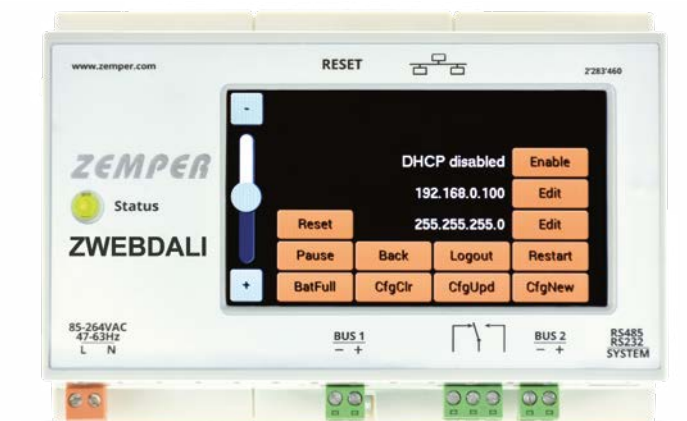 www.zemper.com
RESET
2'283'460
-
ZEMPER
DHCP disabled Enable
192.168.0.100 Edit
Status
Reset 255.255.255.0 Edit
ZWEBDALI
Pause Back Logout Restart
+ BatFull CfgClr CfgUpd CfgNew
85-264VAC
47-63Hz
L N
BUS 1
- +
BUS 2
- +
RS485
RS232
SYSTEM